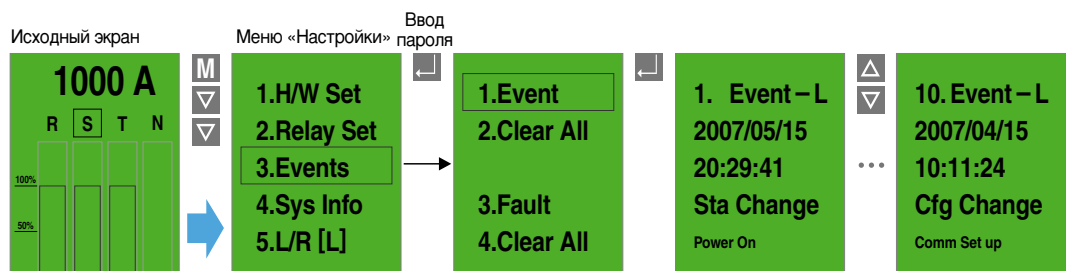 Исходный экран
1000 A
R S T N
100%
50%
M
Меню «Настройки»
1.H/W Set
2.Relay Set
3.Events
4.Sys Info
5.L/R [L]
Ввод
пароля
1.Event
2.Clear All
3.Fault
4.Clear All
1. Event – L
2007/05/15
20:29:41
Sta Change
Power On
...
10. Event – L
2007/04/15
10:11:24
Cfg Change
Comm Set up